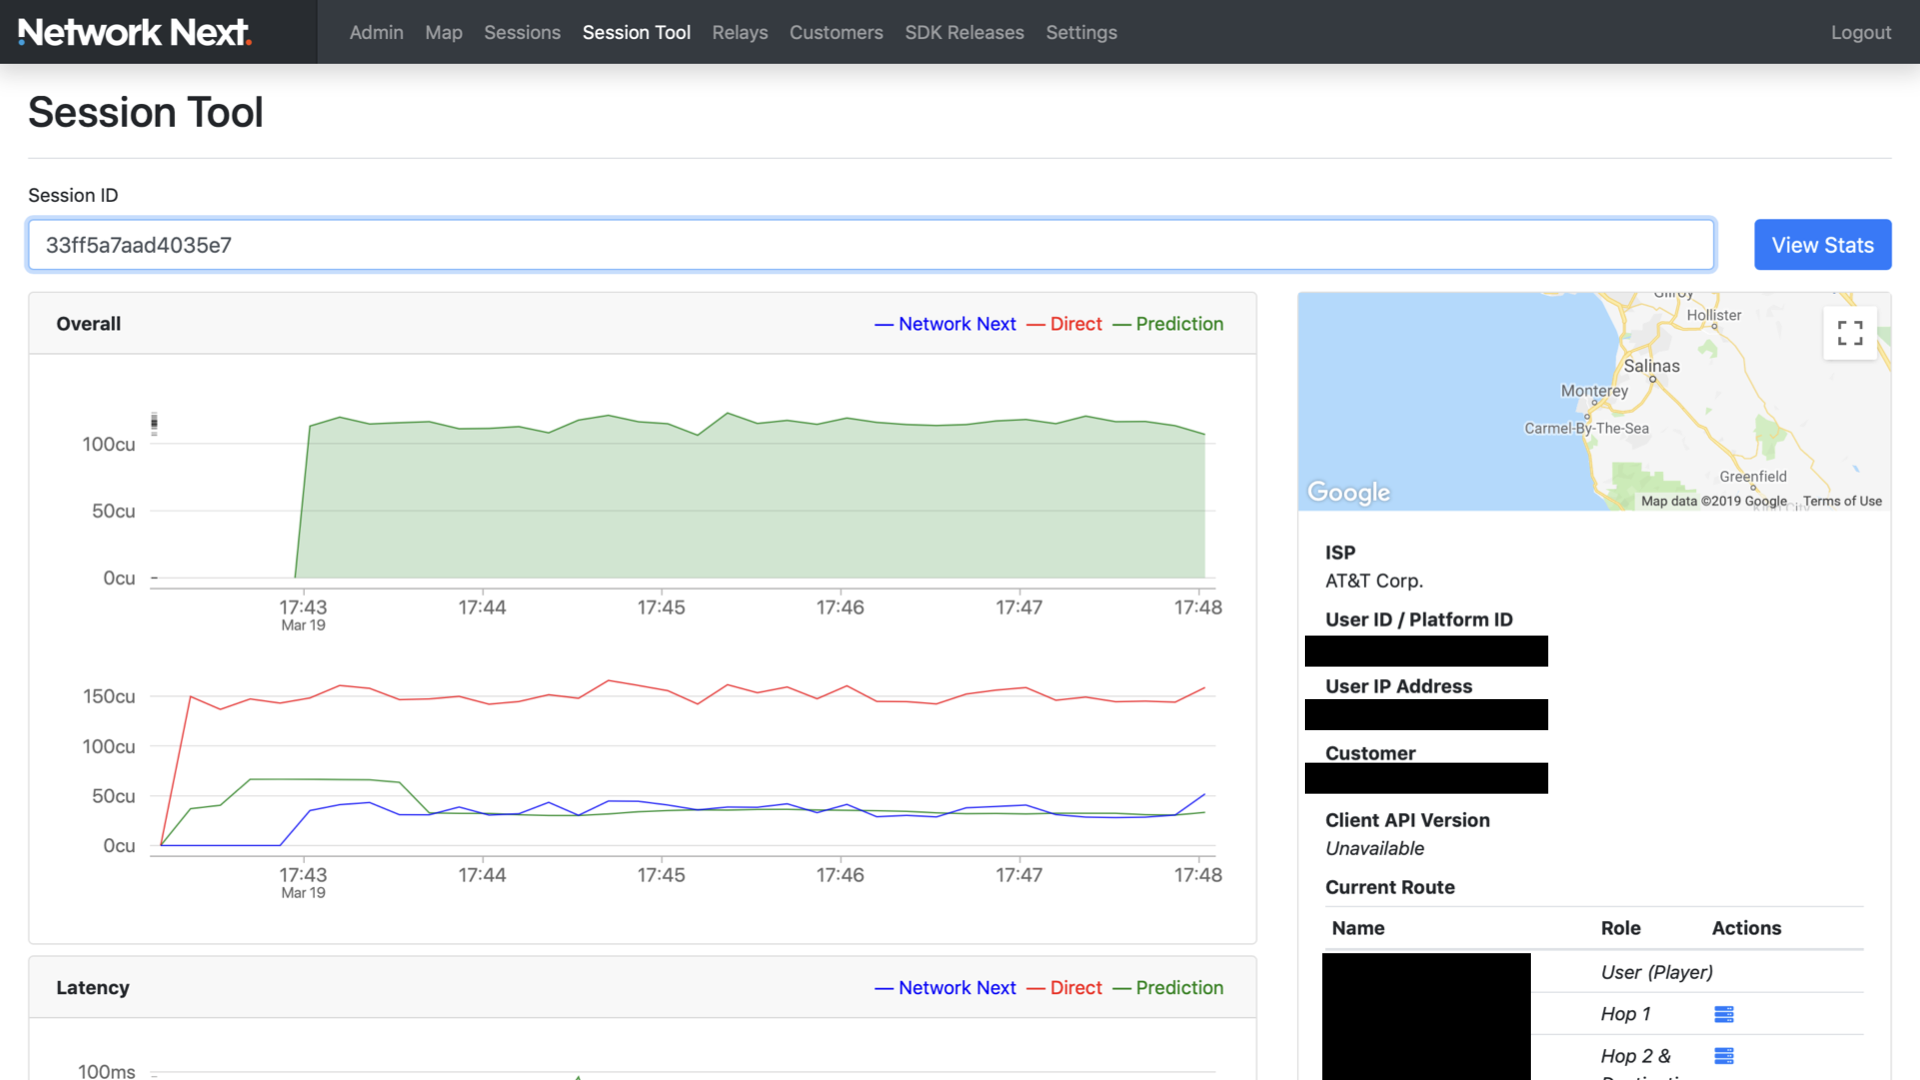 Network Next.
Admin Map Sessions Session Tool Relays Customers SDK Releases Settings Logout
Session Tool
Session ID
33ff5a7aad4035e7
View Stats
Overall
— Network Next — Direct — Prediction
100cu
50cu
0cu
17:43 17:44 17:45 17:46 17:47 17:48
Mar 19
150cu
100cu
50cu
0cu
17:43 17:44 17:45 17:46 17:47 17:48
Mar 19
Latency
— Network Next — Direct — Prediction
100ms
Gilroy
Hollister
Salinas
Monterey
Carmel-By-The-Sea
Greenfield
Google
Map data ©2019 Google Terms of Use
ISP
AT&T Corp.
User ID / Platform ID
User IP Address
Customer
Client API Version
Unavailable
Current Route
Name Role Actions
User (Player)
Hop 1
Hop 2 &